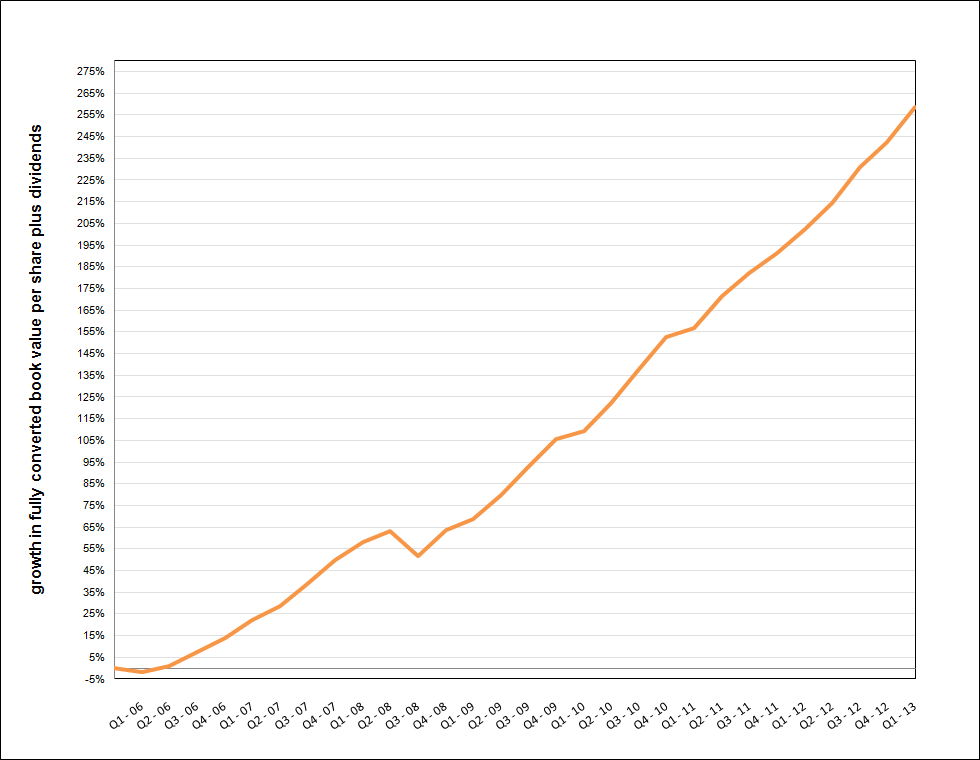 growth in fully converted book value per share plus dividends
275%
265%
255%
245%
235%
225%
215%
205%
195%
185%
175%
165%
155%
145%
135%
125%
115%
105%
95%
85%
75%
65%
55%
45%
35%
25%
15%
5%
-5%
Q1 - 06
Q2 - 06
Q3 - 06
Q4 - 06
Q1 - 07
Q2 - 07
Q3 - 07
Q4 - 07
Q1 - 08
Q2 - 08
Q3 - 08
Q4 - 08
Q1 - 09
Q2 - 09
Q3 - 09
Q4 - 09
Q1 - 10
Q2 - 10
Q3 - 10
Q4 - 10
Q1 - 11
Q2 - 11
Q3 - 11
Q4 - 11
Q1 - 12
Q2 - 12
Q3 - 12
Q4 - 12
Q1 - 13